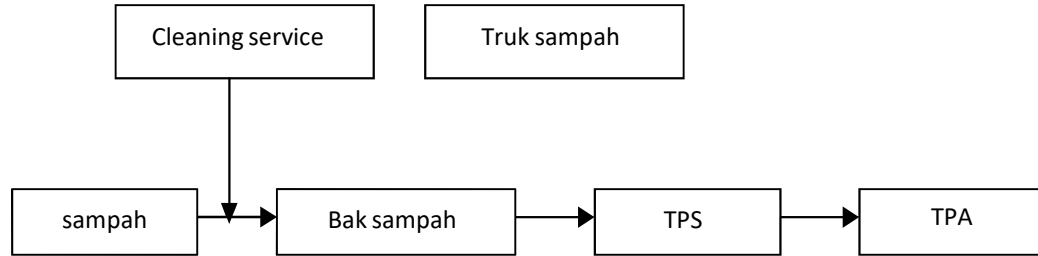 Cleaning service
Truk sampah
sampah
Bak sampah
TPS
TPA